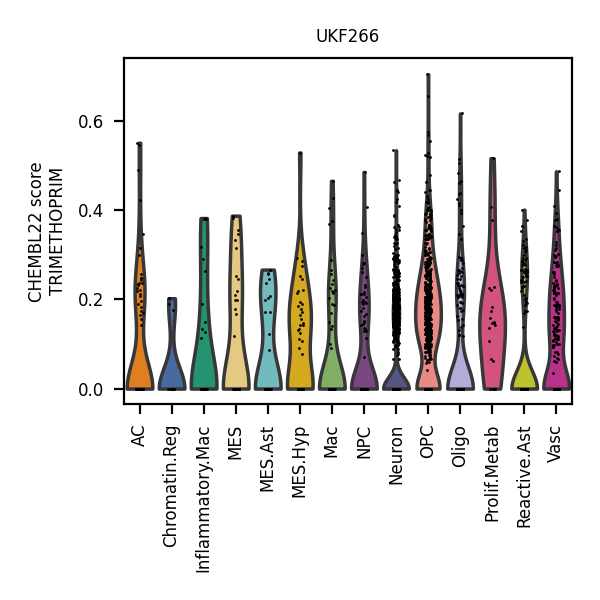 UKF266
CHEMBL22 score
TRIMETHOPRIM
0.6
0.4
0.2
0.0
AC
Chromatin.Reg
Inflammatory.Mac
MES
MES.Ast
MES.Hyp
Mac
NPC
Neuron
OPC
Oligo
Prolif.Metab
Reactive.Ast
Vasc